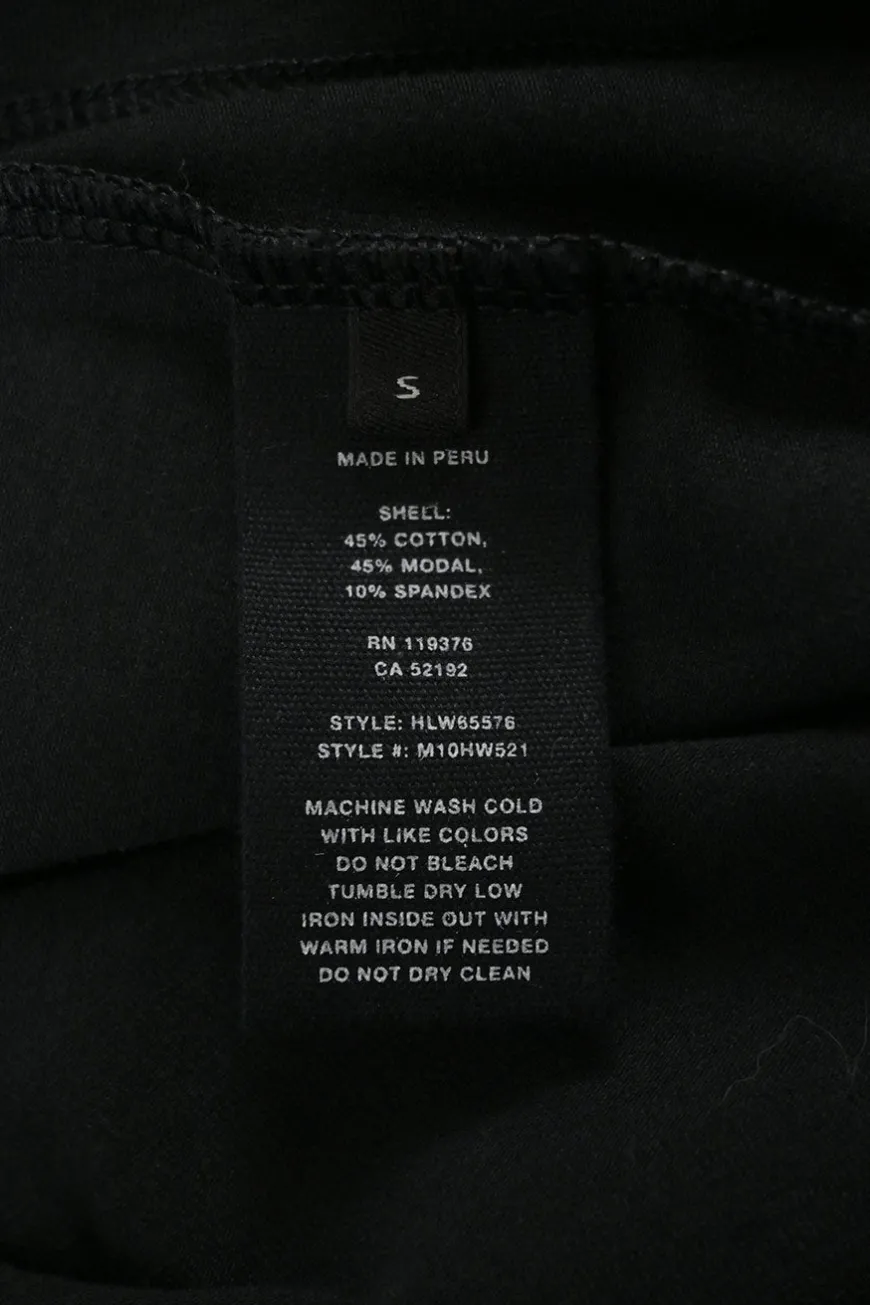 S
MADE IN PERU
SHELL:
45% COTTON,
45% MODAL,
10% SPANDEX
RN 119376
CA 52192
STYLE: HLW65576
STYLE #: M10HW521
MACHINE WASH COLD
WITH LIKE COLORS
DO NOT BLEACH
TUMBLE DRY LOW
IRON INSIDE OUT WITH
WARM IRON IF NEEDED
DO NOT DRY CLEAN